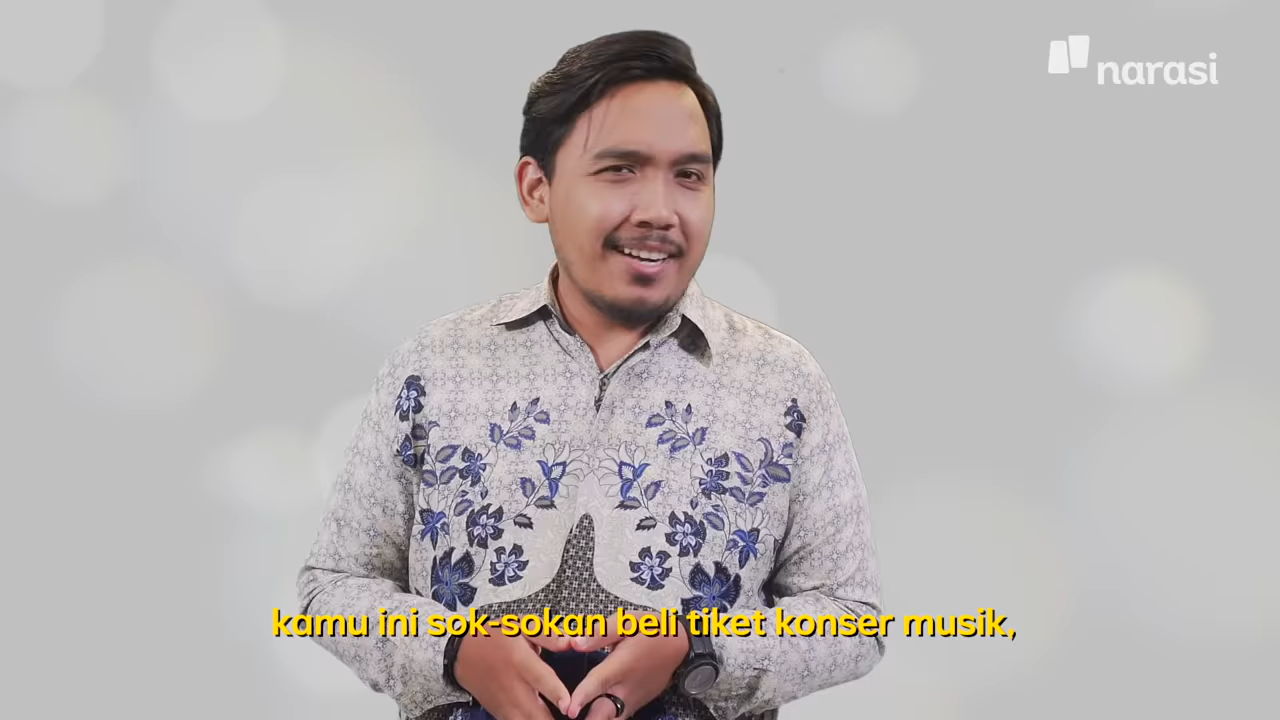 narasi
kamu ini sok-sokan beli tiket konser musik,